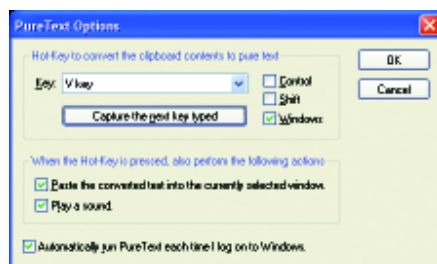 PureText Options
Hot-Key to convert the clipboard contents to pure text
Key: V key
Control
Shift
Windows
Capture the next key typed
OK
Cancel
When the Hot-Key is pressed, also perform the following actions
Paste the converted text into the currently selected window.
Play a sound.
Automatically run PureText each time I log on to Windows.